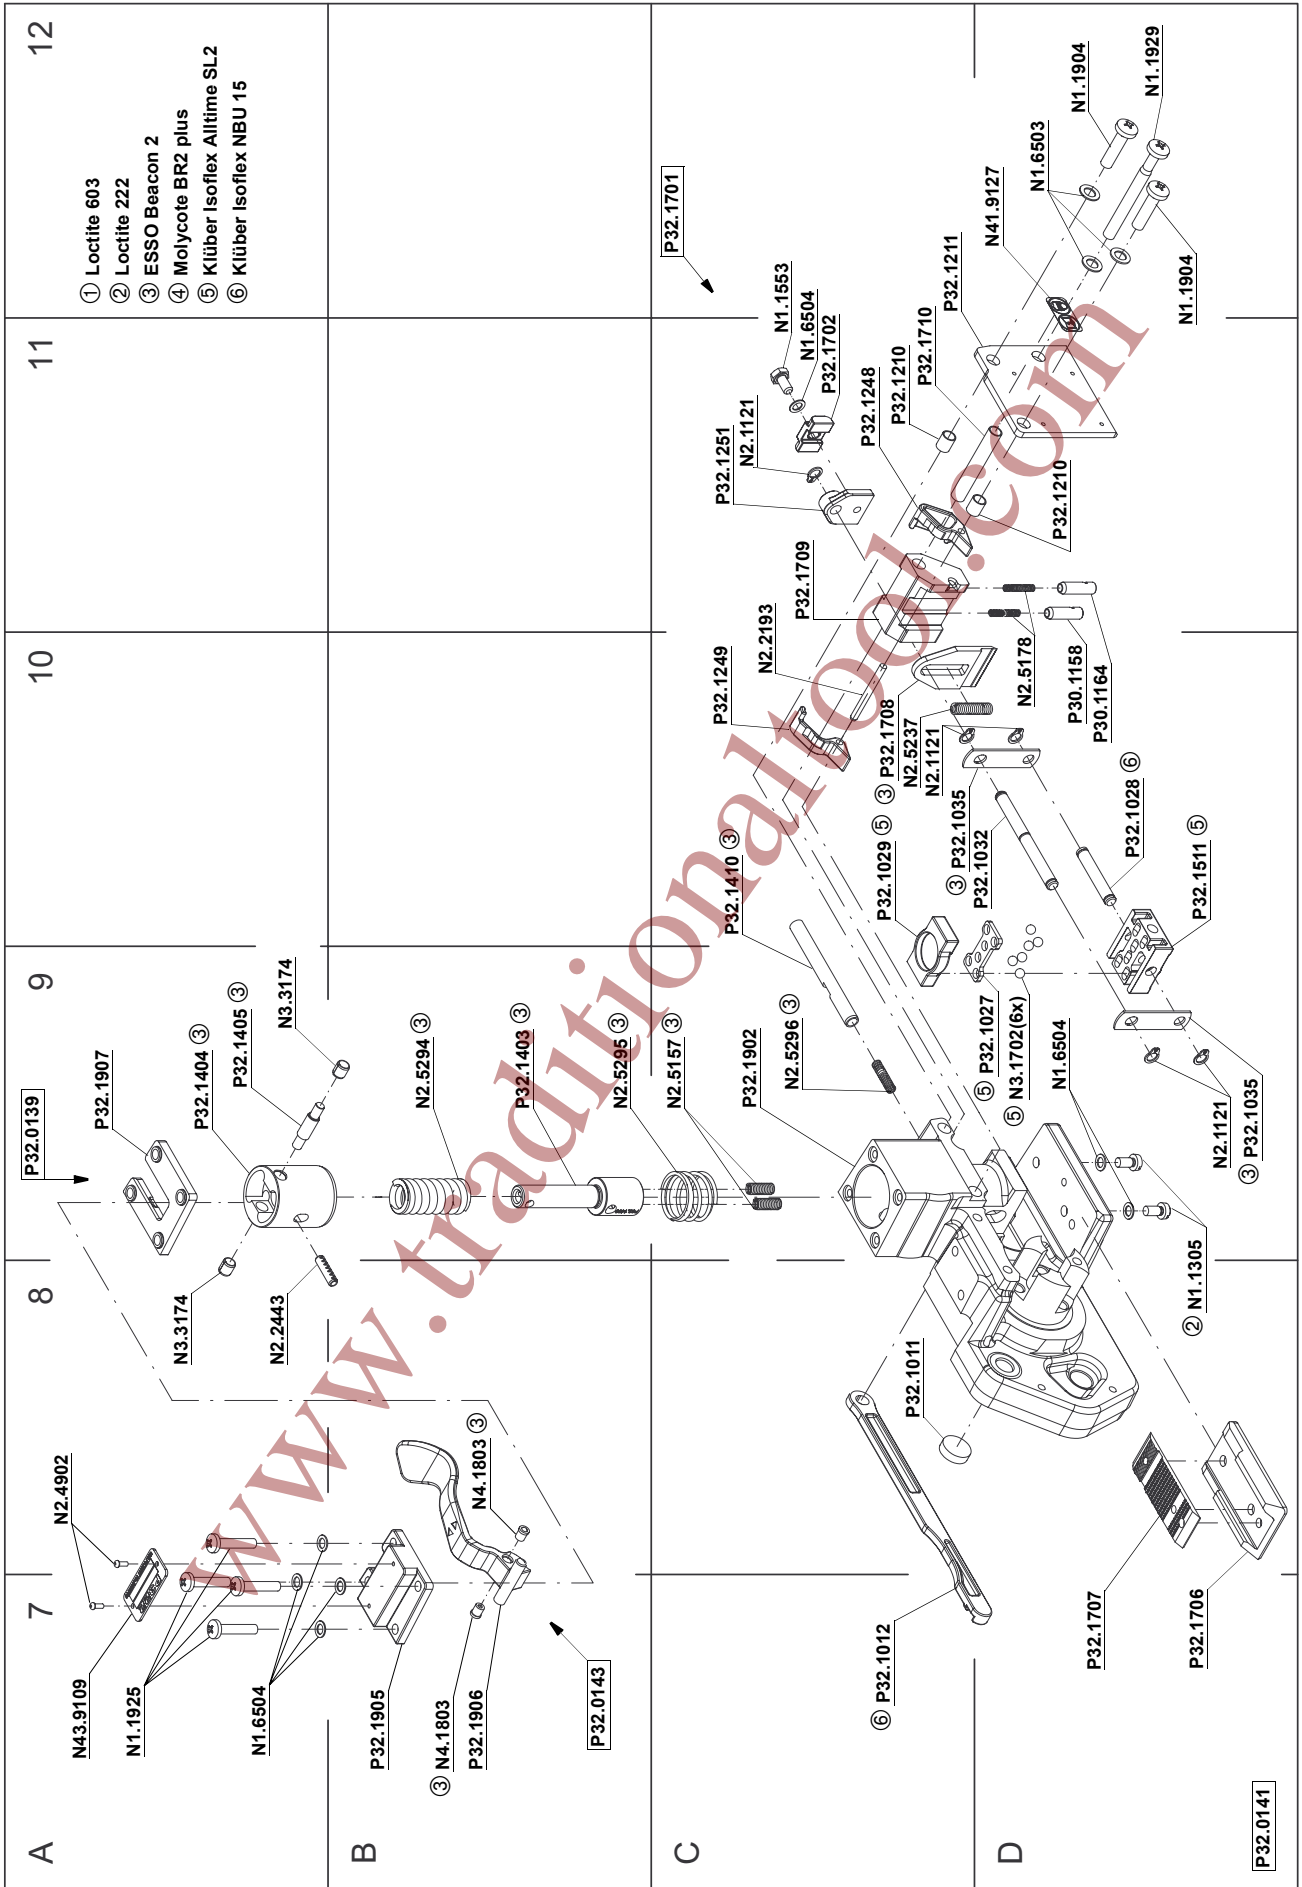 12
11
10
9
8
7
A
B
C
D
① Loctite 603
② Loctite 222
③ ESSO Beacon 2
④ Molycote BR2 plus
⑤ Klüber Isoflex Alltime SL2
⑥ Klüber Isoflex NBU 15
N43.9109
N1.1925
N1.6504
P32.1905
③ N4.1803
P32.1906
P32.0143
N2.4902
N4.1803 ③
N3.3174
N2.2443
P32.0139
P32.1907
P32.1404 ③
P32.1405 ③
N3.3174
N2.5294 ③
P32.1403 ③
N2.5295 ③
N2.5157 ③
P32.1902
N2.5296 ③
P32.1410 ③
P32.1029 ⑤
⑤ P32.1027
⑤ N3.1702(6x)
N1.6504
② N1.1305
P32.1011
⑥ P32.1012
P32.1707
P32.1706
P32.0141
N2.1121
③ P32.1035
P32.1511 ⑤
P32.1028 ⑥
P32.1032
③ P32.1035
N2.1121
N2.5237
③ P32.1708
P32.1249
N2.2193
P32.1709
N2.5178
P30.1158
P30.1164
P32.1251
N2.1121
P32.1702
N1.6504
N1.1553
P32.1701
P32.1248
P32.1210
P32.1710
P32.1211
P32.1210
N41.9127
N1.6503
N1.1904
N1.1929
N1.1904
www.traditionaltool.com